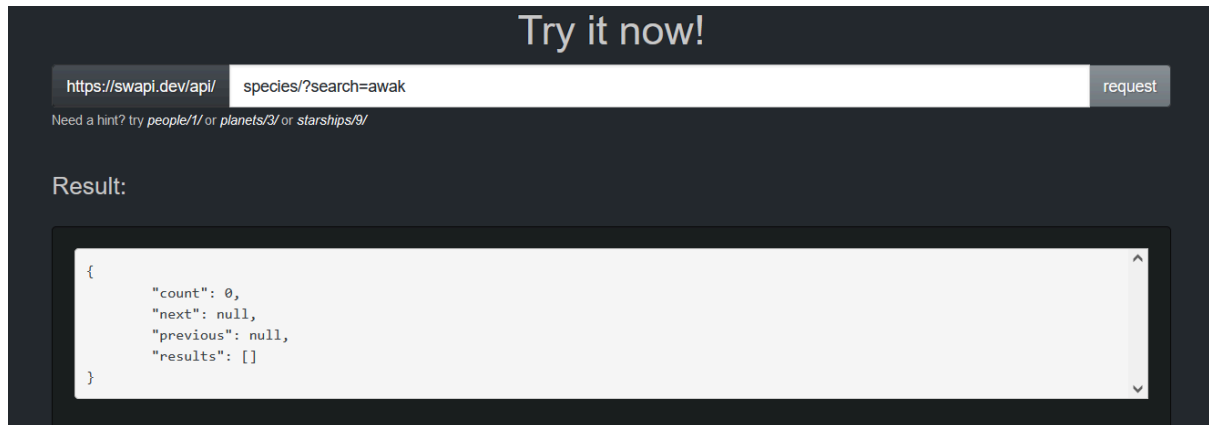 Try it now!
https://swapi.dev/api/ species/?search=awak request
Need a hint? try people/1/ or planets/3/ or starships/9/
Result:
{
"count": 0,
"next": null,
"previous": null,
"results": []
}